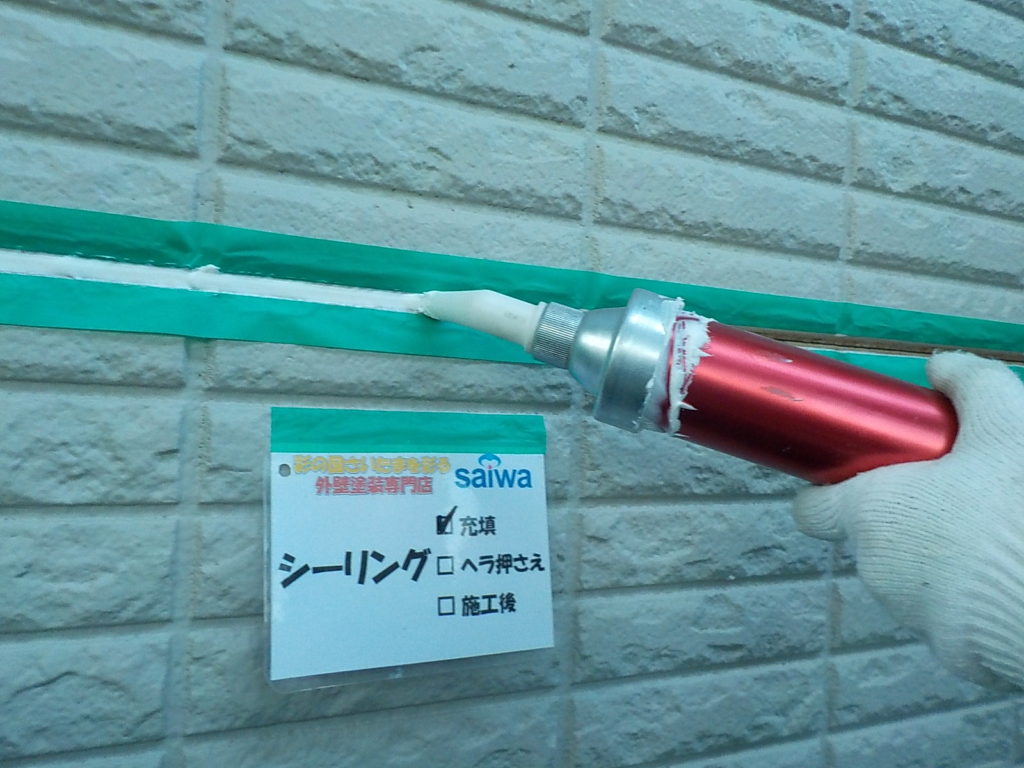 彩の国さいたまを彩る
外壁塗装専門店
saiwa
シーリング
☑ 充填
□ ヘラ押さえ
□ 施工後